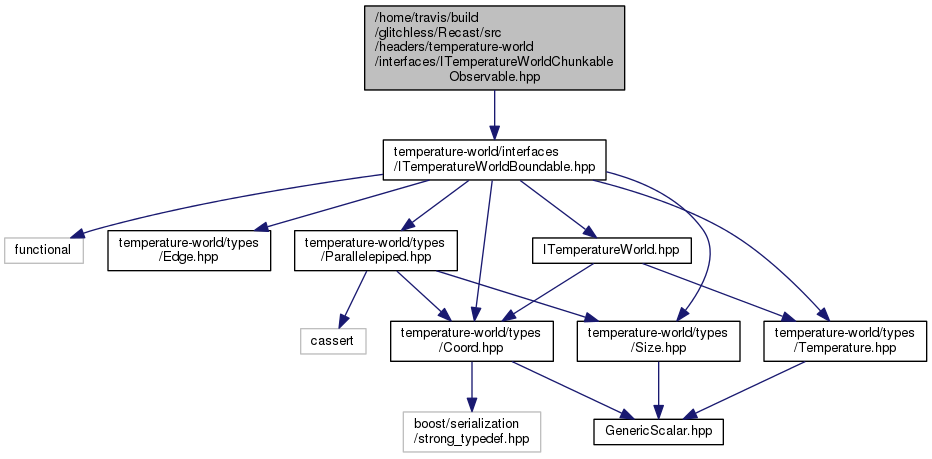 /home/travis/build
/glitchless/Recast/src
/headers/temperature-world
/interfaces/ITemperatureWorldChunkable
Observable.hpp
temperature-world/interfaces
/ITemperatureWorldBoundable.hpp
functional
temperature-world/types
/Edge.hpp
temperature-world/types
/Parallelepiped.hpp
ITemperatureWorld.hpp
cassert
temperature-world/types
/Coord.hpp
temperature-world/types
/Size.hpp
temperature-world/types
/Temperature.hpp
boost/serialization
/strong_typedef.hpp
GenericScalar.hpp